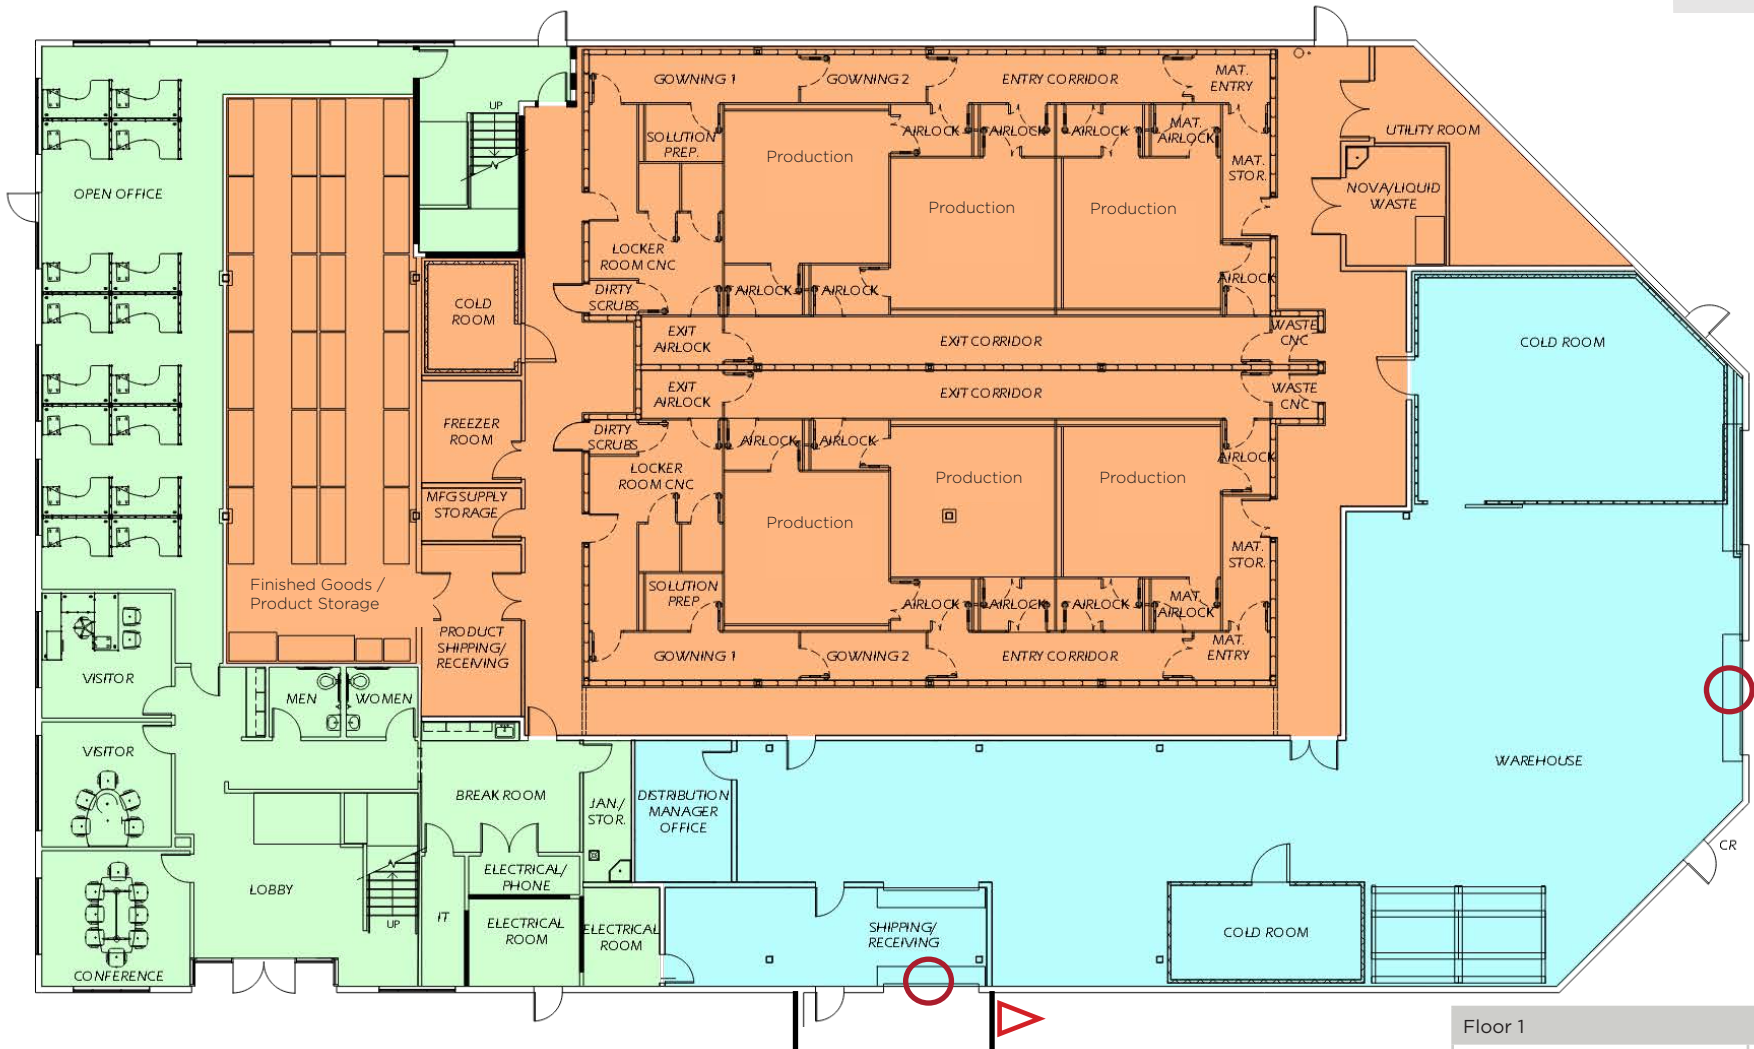 GOWNING 1
GOWNING 2
ENTRY CORRIDOR
MAT.
ENTRY
UP
SOLUTION
PREP.
Production
AIRLOCK
AIRLOCK
AIRLOCK
MAT.
AIRLOCK
UTILITY ROOM
OPEN OFFICE
MAT.
STOR.
NOVA/LIQUID
WASTE
Production
Production
LOCKER
ROOM CNC
COLD
ROOM
DIRTY
SCRUBS
AIRLOCK
AIRLOCK
AIRLOCK
EXIT
AIRLOCK
EXIT CORRIDOR
WASTE
CNC
COLD ROOM
EXIT
AIRLOCK
EXIT CORRIDOR
WASTE
CNC
FREEZER
ROOM
DIRTY
SCRUBS
AIRLOCK
AIRLOCK
AIRLOCK
LOCKER
ROOM CNC
Production
Production
MFG SUPPLY
STORAGE
Production
MAT.
STOR.
Finished Goods /
Product Storage
SOLUTION
PREP
AIRLOCK
AIRLOCK
AIRLOCK
MAT.
AIRLOCK
PRODUCT
SHIPPING/
RECEIVING
GOWNING 1
GOWNING 2
ENTRY CORRIDOR
MAT.
ENTRY
VISITOR
MEN
WOMEN
VISITOR
WAREHOUSE
BREAK ROOM
JAN./
STOR.
DISTRIBUTION
MANAGER
OFFICE
CR
ELECTRICAL/
PHONE
LOBBY
UP
IT
ELECTRICAL
ROOM
ELECTRICAL
ROOM
SHIPPING/
RECEIVING
COLD ROOM
CONFERENCE
Floor 1